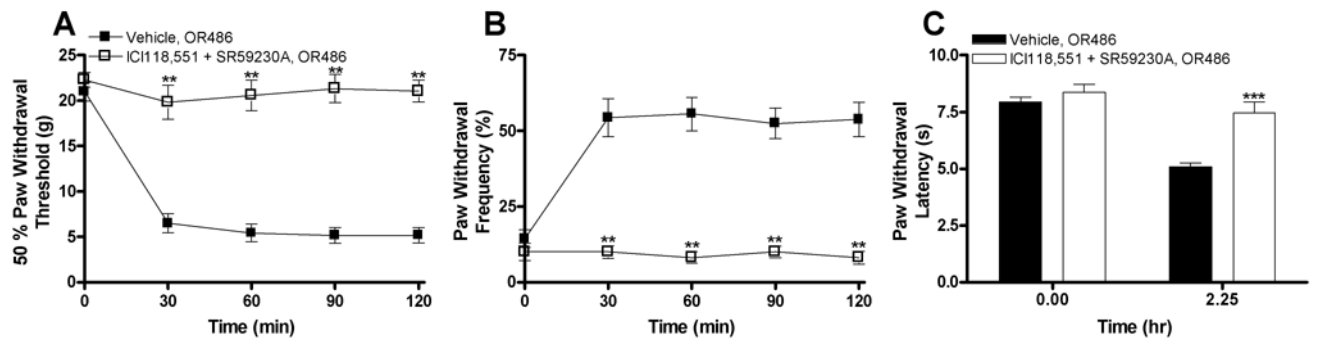 A
Vehicle, OR486
ICI118,551 + SR59230A, OR486
25
20
15
10
5
0
50 % Paw Withdrawal
Threshold (g)
** ** ** **
0 30 60 90 120
Time (min)
B
75
50
25
0
Paw Withdrawal
Frequency (%)
** ** ** **
0 30 60 90 120
Time (min)
C
Vehicle, OR486
ICI118,551 + SR59230A, OR486
10.0
7.5
5.0
2.5
0.0
Paw Withdrawal
Latency (s)
***
0.00 2.25
Time (hr)